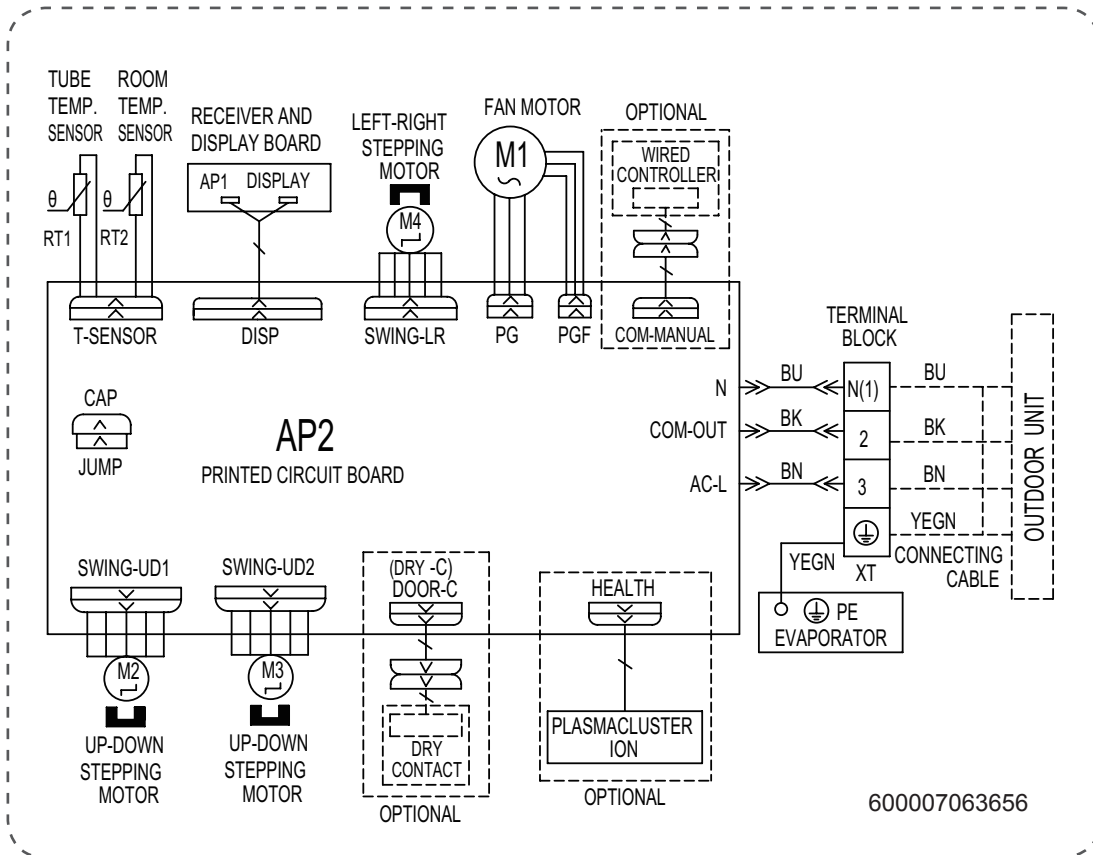 TUBE
TEMP.
SENSOR
ROOM
TEMP.
SENSOR
θ
RT1
θ
RT2
RECEIVER AND
DISPLAY BOARD
AP1 DISPLAY
LEFT-RIGHT
STEPPING
MOTOR
M4
FAN MOTOR
M1
OPTIONAL
WIRED
CONTROLLER
T-SENSOR
DISP
SWING-LR
PG
PGF
COM-MANUAL
CAP
JUMP
AP2
PRINTED CIRCUIT BOARD
N
COM-OUT
AC-L
BU
BK
BN
TERMINAL
BLOCK
N(1)
2
3
XT
BU
BK
BN
YEGN
CONNECTING
CABLE
OUTDOOR UNIT
YEGN
PE
EVAPORATOR
SWING-UD1
M2
UP-DOWN
STEPPING
MOTOR
SWING-UD2
M3
UP-DOWN
STEPPING
MOTOR
(DRY -C)
DOOR-C
DRY
CONTACT
OPTIONAL
HEALTH
PLASMACLUSTER
ION
OPTIONAL
600007063656